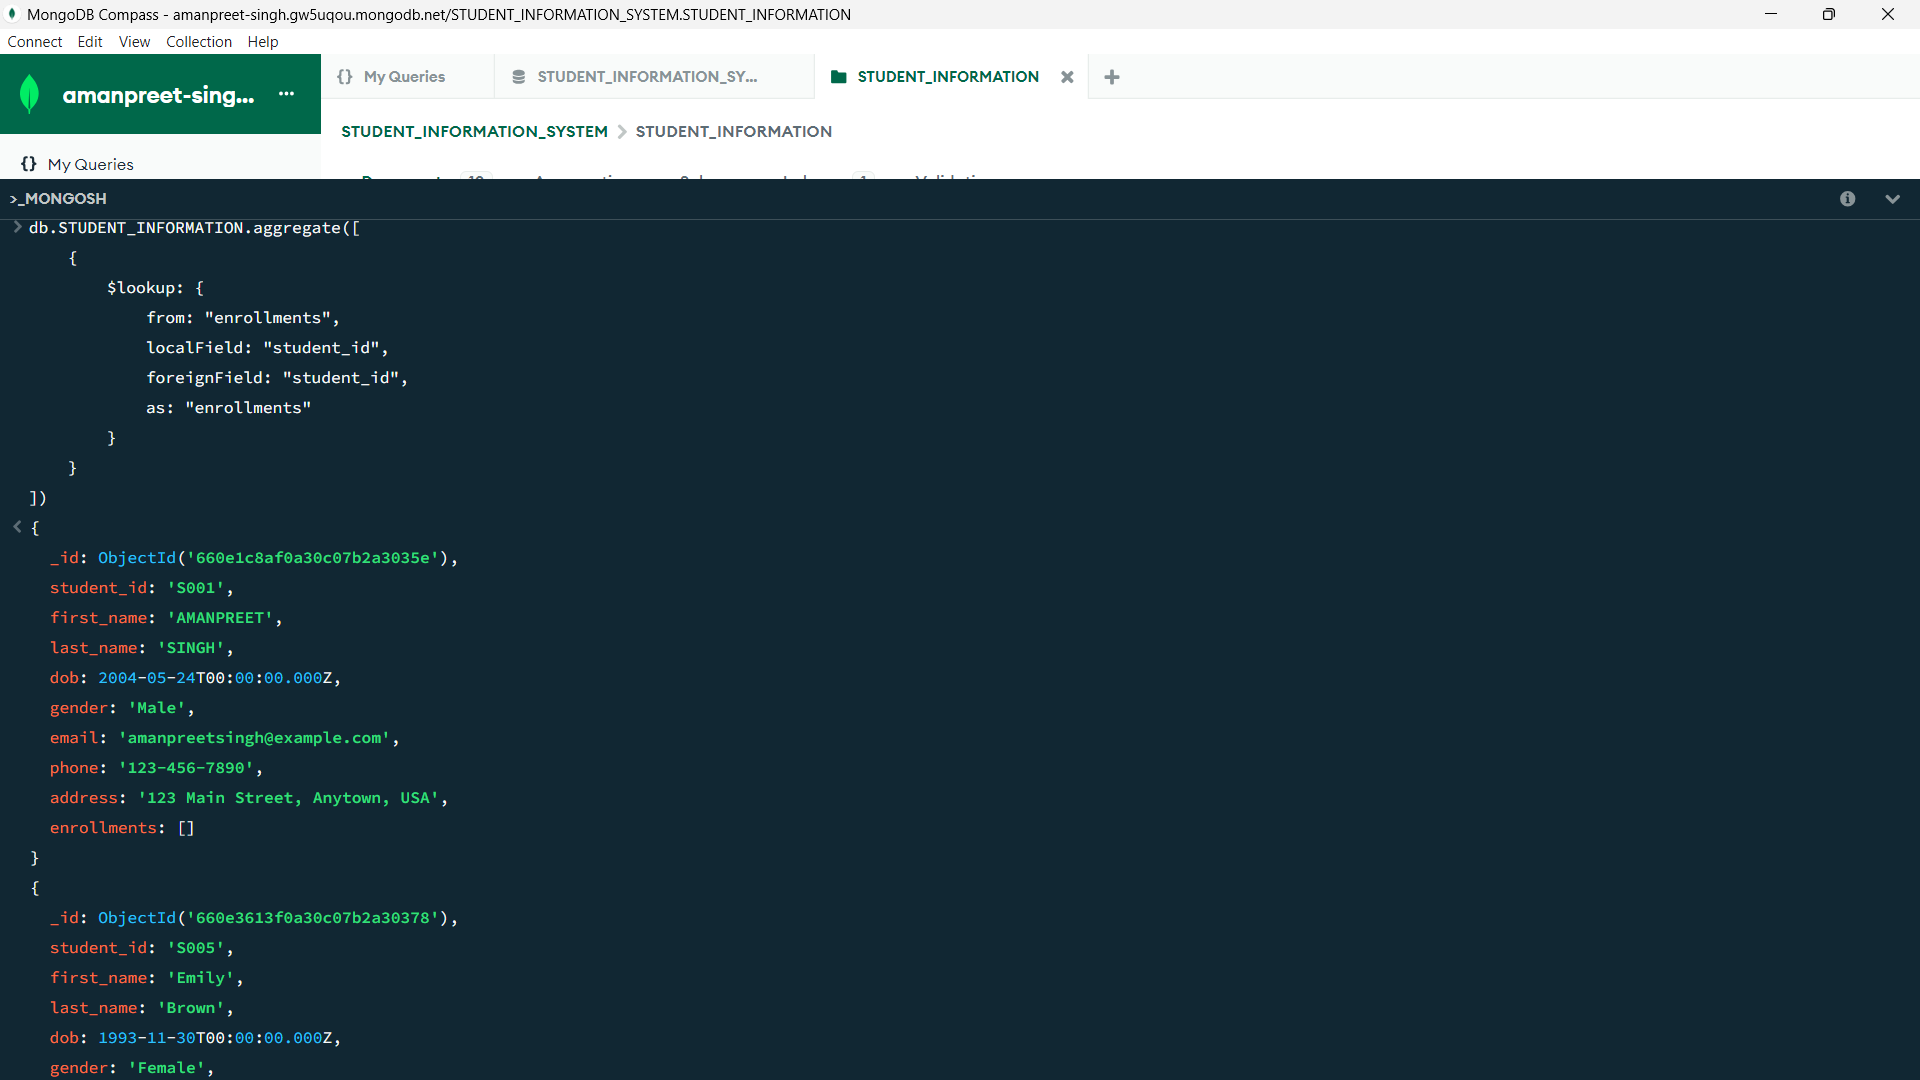 MongoDB Compass - amanpreet-singh.gw5uqou.mongodb.net/STUDENT_INFORMATION_SYSTEM.STUDENT_INFORMATION
Connect Edit View Collection Help
amanpreet-sing... ...
{} My Queries
STUDENT_INFORMATION_SY...
STUDENT_INFORMATION
STUDENT_INFORMATION_SYSTEM > STUDENT_INFORMATION
{} My Queries
>_MONGOSH
> db.STUDENT_INFORMATION.aggregate([
{
$lookup: {
from: "enrollments",
localField: "student_id",
foreignField: "student_id",
as: "enrollments"
}
}
])
< {
_id: ObjectId('660e1c8af0a30c07b2a3035e'),
student_id: 'S001',
first_name: 'AMANPREET',
last_name: 'SINGH',
dob: 2004-05-24T00:00:00.000Z,
gender: 'Male',
email: 'amanpreetsingh@example.com',
phone: '123-456-7890',
address: '123 Main Street, Anytown, USA',
enrollments: []
}
{
_id: ObjectId('660e3613f0a30c07b2a30378'),
student_id: 'S005',
first_name: 'Emily',
last_name: 'Brown',
dob: 1993-11-30T00:00:00.000Z,
gender: 'Female',